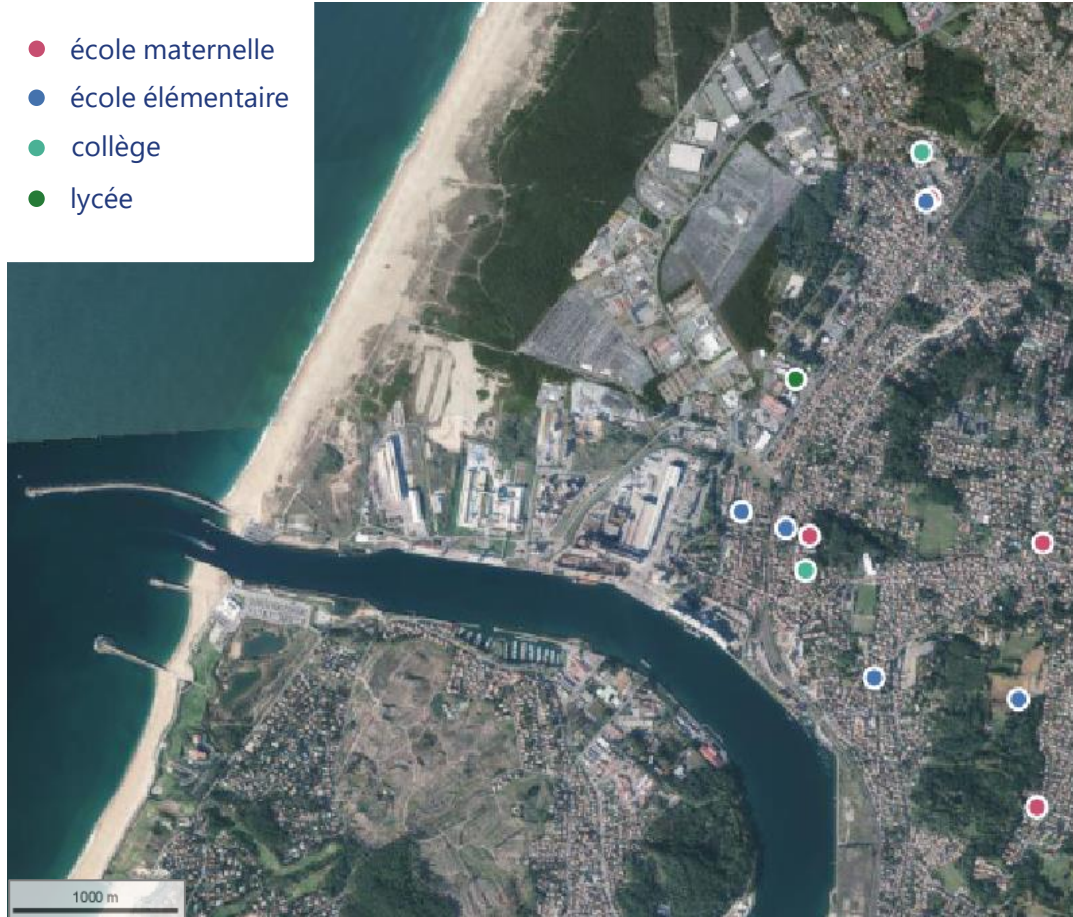 école maternelle
école élémentaire
collège
lycée
1000 m